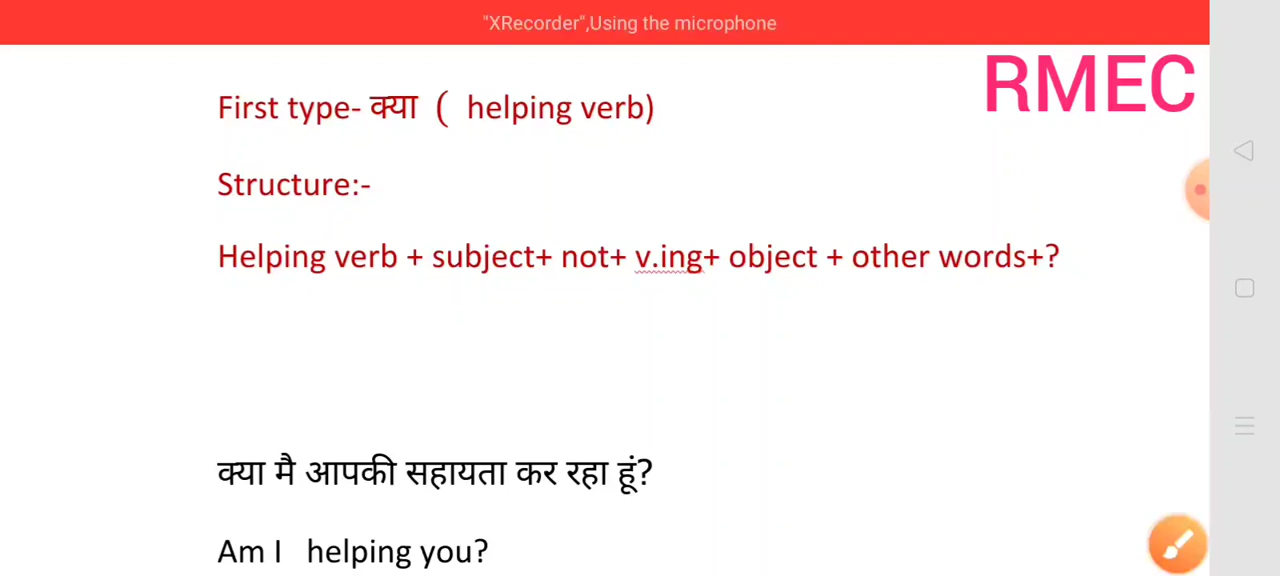 "XRecorder",Using the microphone
RMEC
First type- क्या ( helping verb)
Structure:-
Helping verb + subject+ not+ v.ing+ object + other words+?
क्या मै आपकी सहायता कर रहा हूं?
Am I helping you?